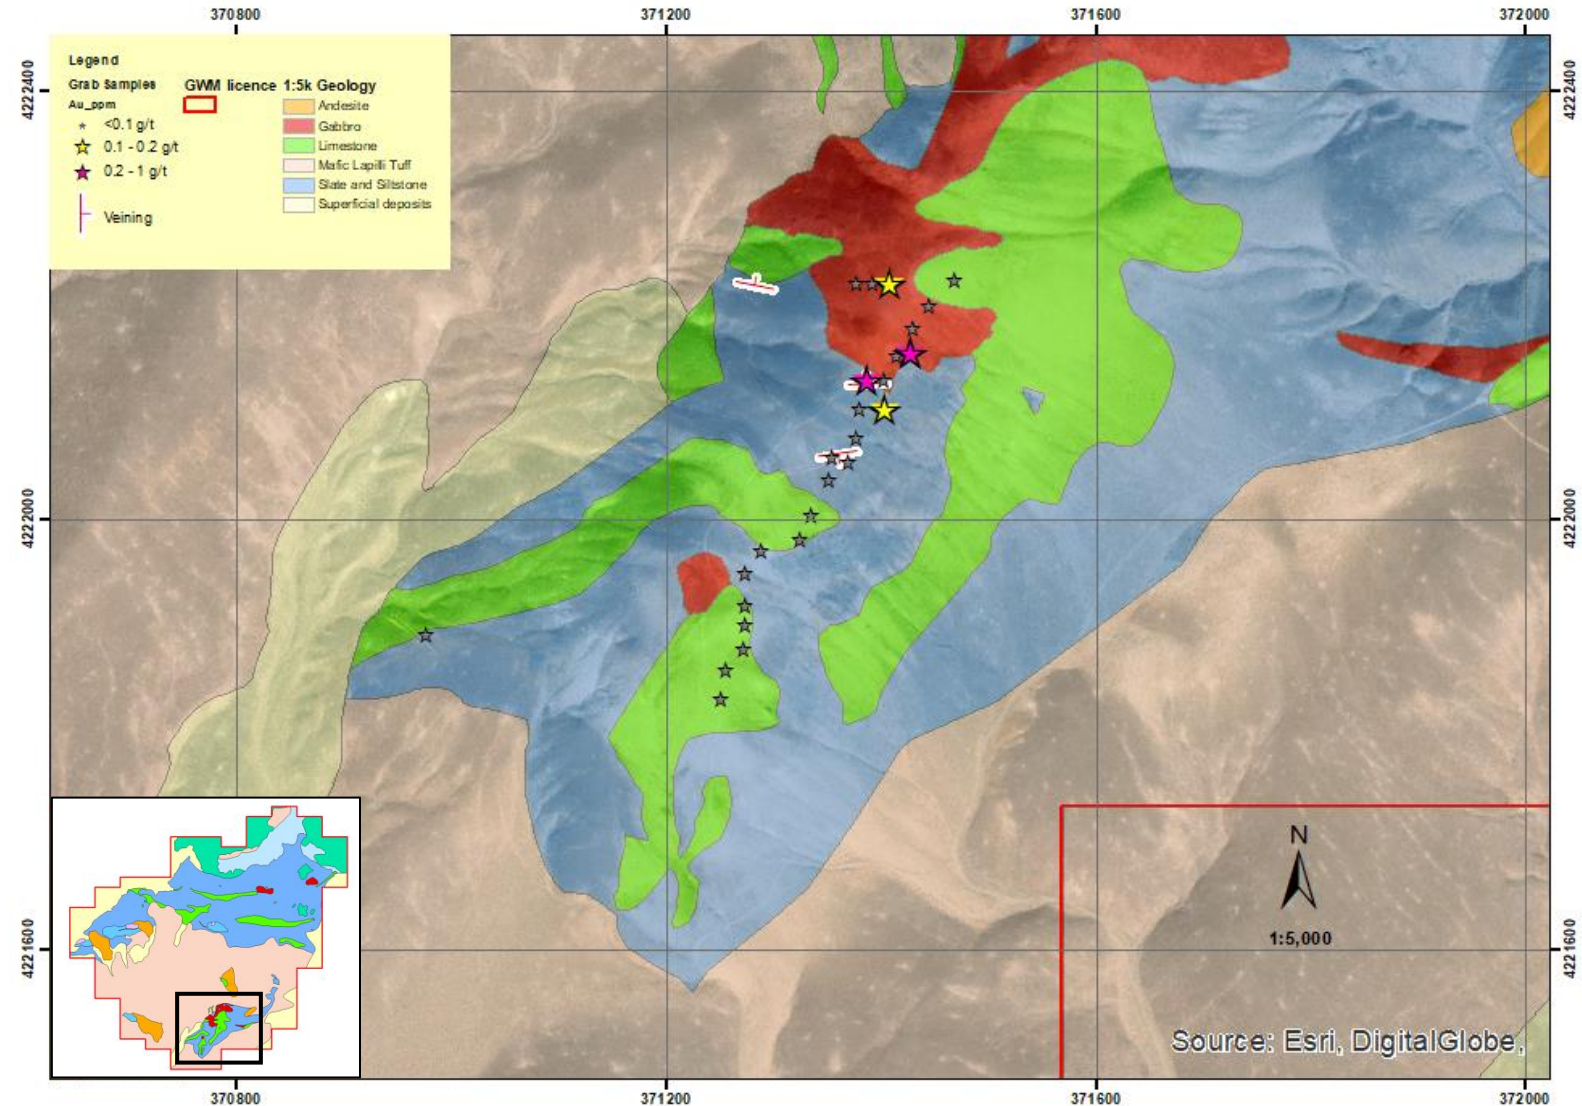 370800 371200 371600 372000
4222400 4222400
Legend
Grab Samples GWM licence 1:5k Geology
Au_ppm
<0.1 g/t
0.1 - 0.2 g/t
0.2 - 1 g/t
Veining
Andesite
Gabbro
Limestone
Mafic Lapilli Tuff
Slate and Siltstone
Superficial deposits
4222000 4222000
4221600 4221600
N
1:5,000
Source: Esri, DigitalGlobe,
370800 371200 371600 372000